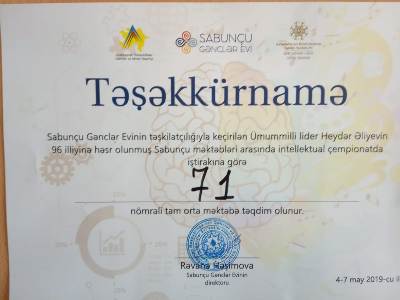 SABUNÇU
GƏNCLƏR EVİ
Təşəkkürnamə
Sabunçu Gənclər Evinin təşkilatçılığıyla keçirilən Ümummilli lider Heydər Əliyevin
96 illiyinə həsr olunmuş Sabunçu məktəbləri arasında intellektual çempionatda
iştirakına görə
71
nömrəli tam orta məktəbə təqdim olunur.
Rəvanə Həşimova
Sabunçu Gənclər Evinin
direktoru
4-7 may 2019-cu